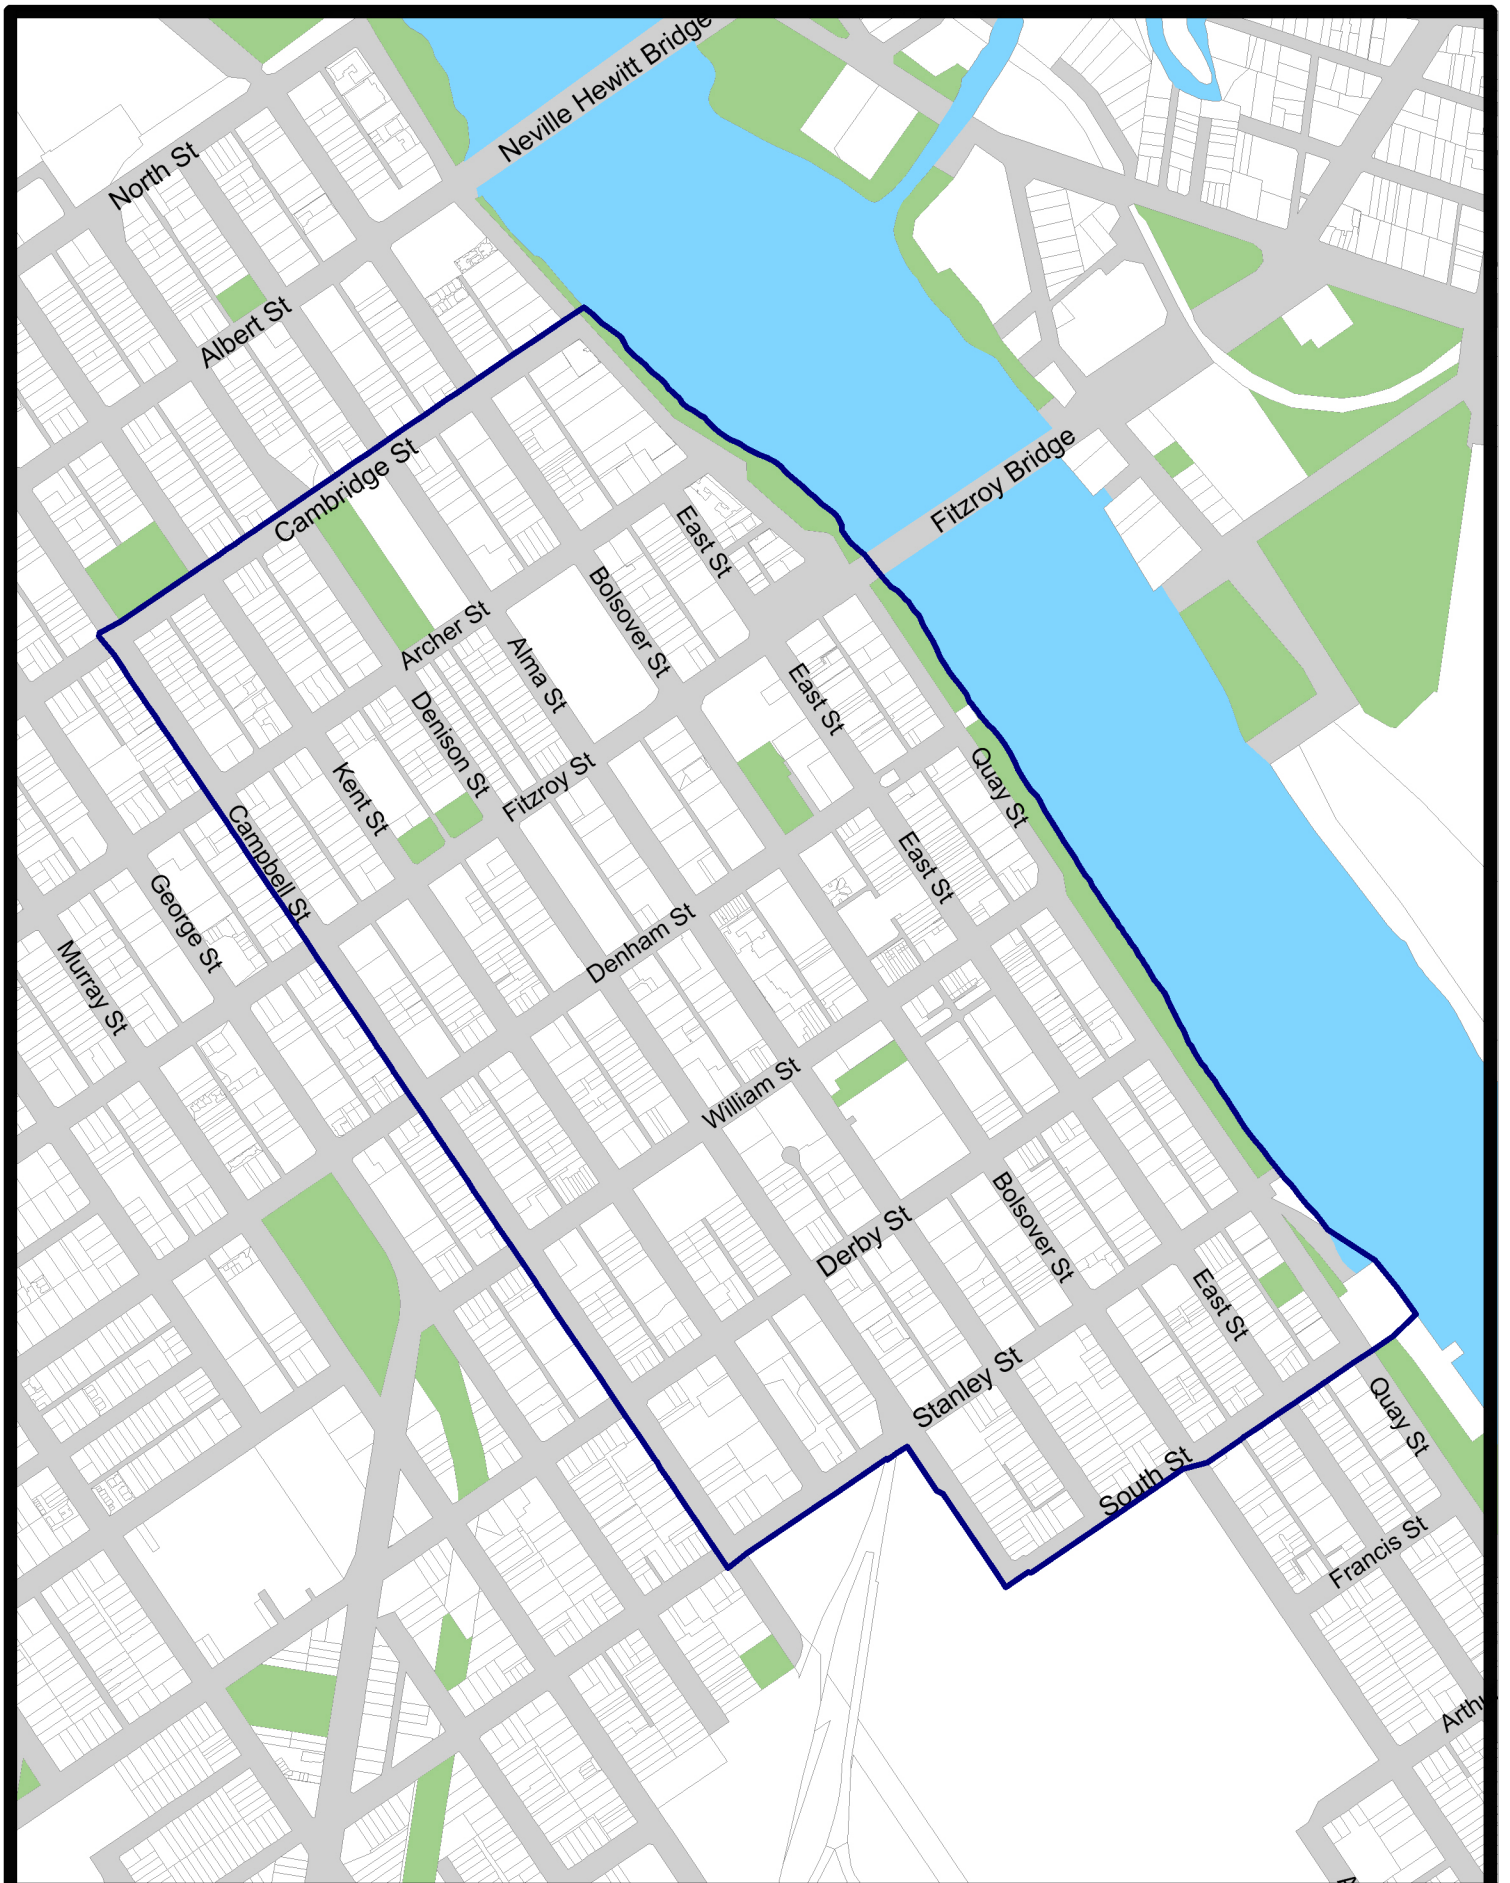 Neville Hewitt Bridge
North St
Albert St
Cambridge St
Fitzroy Bridge
East St
Bolsover St
Archer St
Alma St
East St
Denison St
Kent St
Fitzroy St
Quay St
Campbell St
East St
George St
Denham St
Murray St
William St
Bolsover St
Derby St
East St
Stanley St
Quay St
South St
Francis St